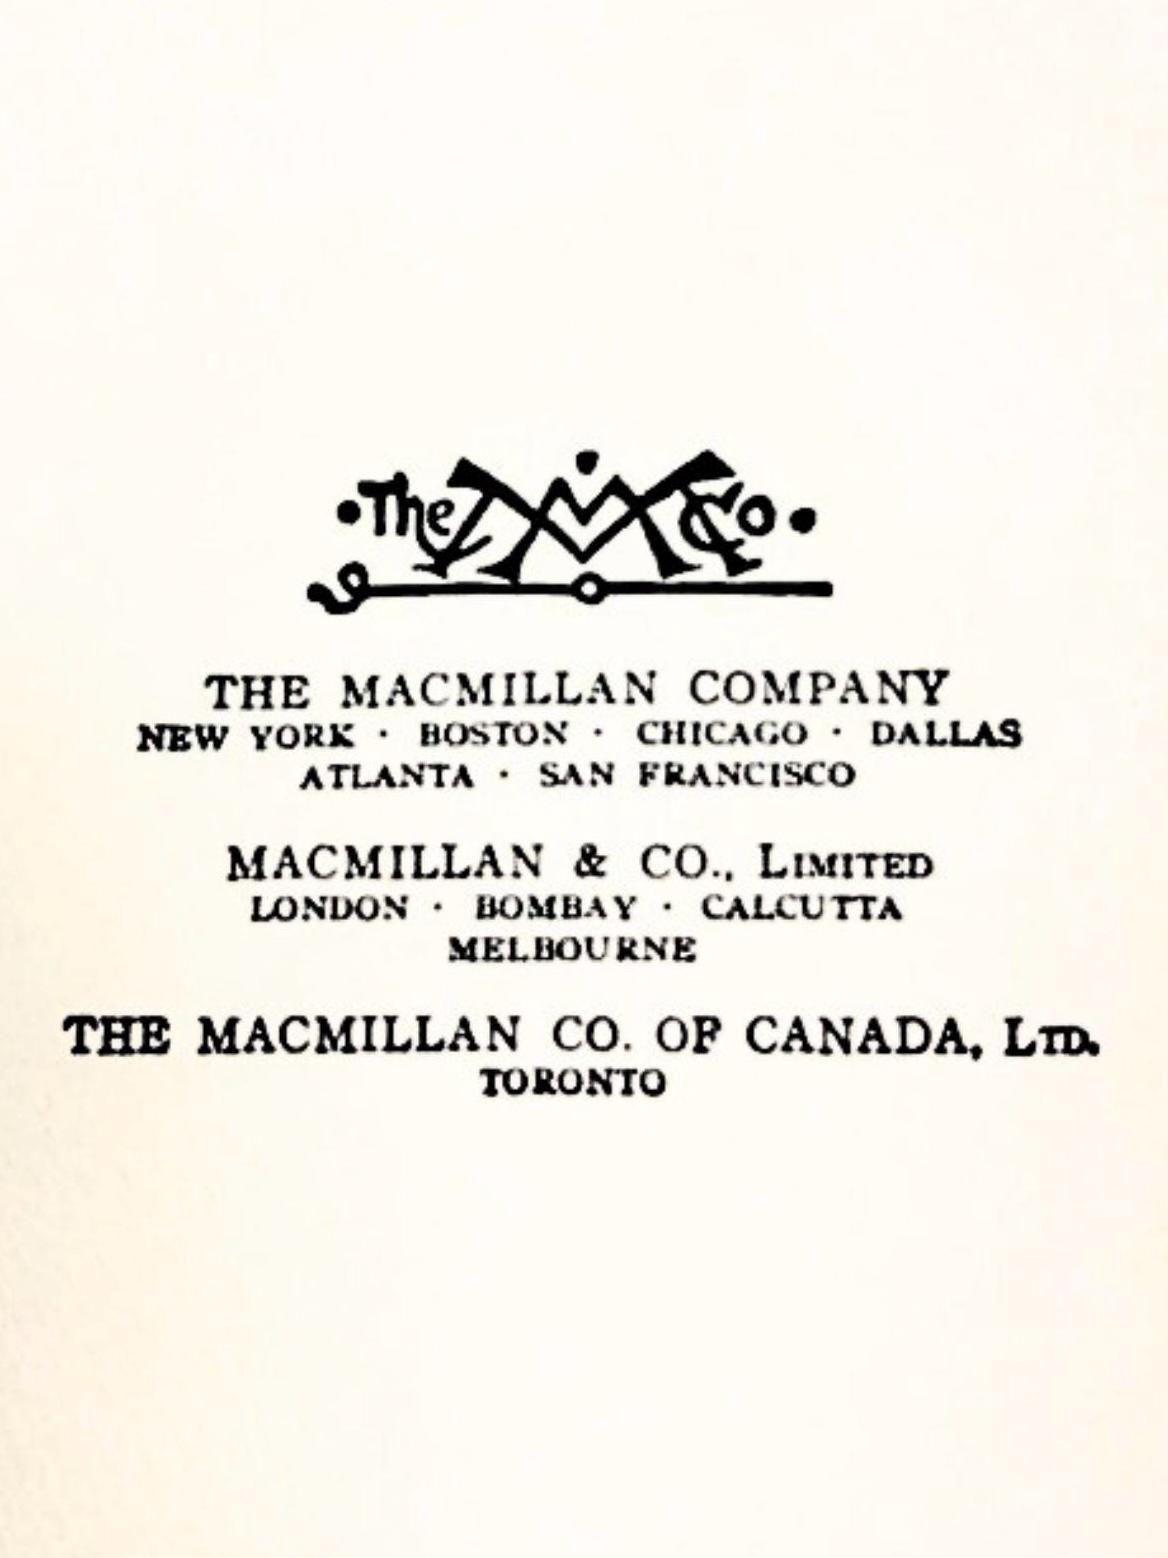 The MM Co
THE MACMILLAN COMPANY
NEW YORK · BOSTON · CHICAGO · DALLAS
ATLANTA · SAN FRANCISCO
MACMILLAN & CO., LIMITED
LONDON · BOMBAY · CALCUTTA
MELBOURNE
THE MACMILLAN CO. OF CANADA, LTD.
TORONTO